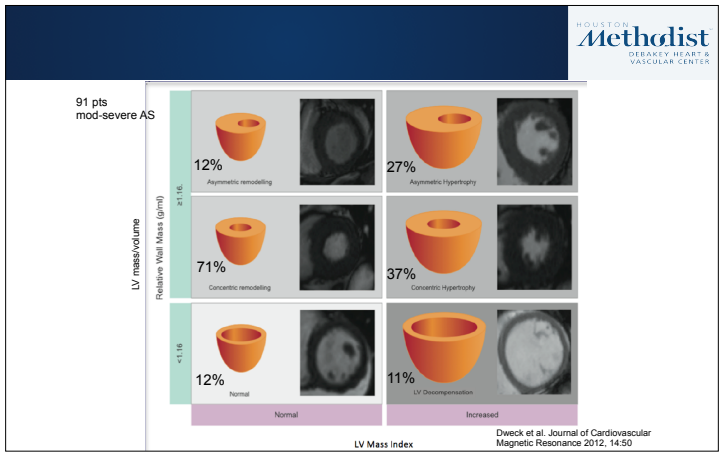 HOUSTON
Methodist
DEBAKEY HEART &
VASCULAR CENTER
91 pts
mod-severe AS
LV mass/volume
Relative Wall Mass (g/ml)
≥1.16.
<1.16
12%
Asymmetric remodelling
27%
Asymmetric Hypertrophy
71%
Concentric remodelling
37%
Concentric Hypertrophy
12%
Normal
11%
LV Decompensation
Normal
Increased
LV Mass Index
Dweck et al. Journal of Cardiovascular
Magnetic Resonance 2012, 14:50